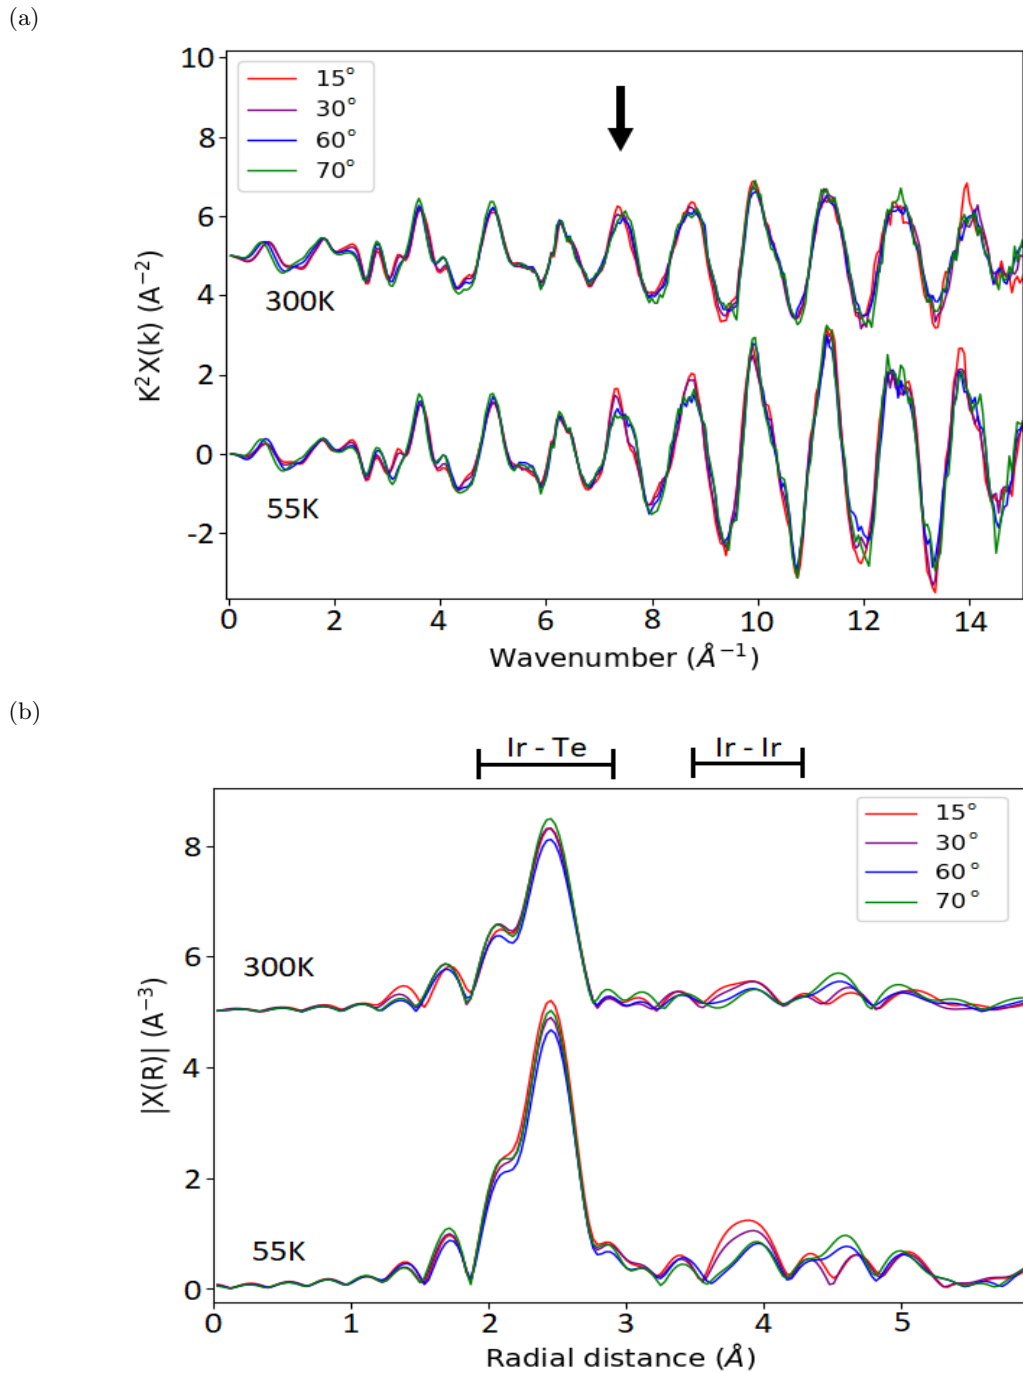 (a)
10
8
6
4
2
0
-2
K²X(k) (A⁻²)
15°
30°
60°
70°
300K
55K
0 2 4 6 8 10 12 14
Wavenumber (Å⁻¹)
(b)
Ir - Te Ir - Ir
8
6
4
2
0
|X(R)| (A⁻³)
15°
30°
60°
70°
300K
55K
0 1 2 3 4 5
Radial distance (Å)